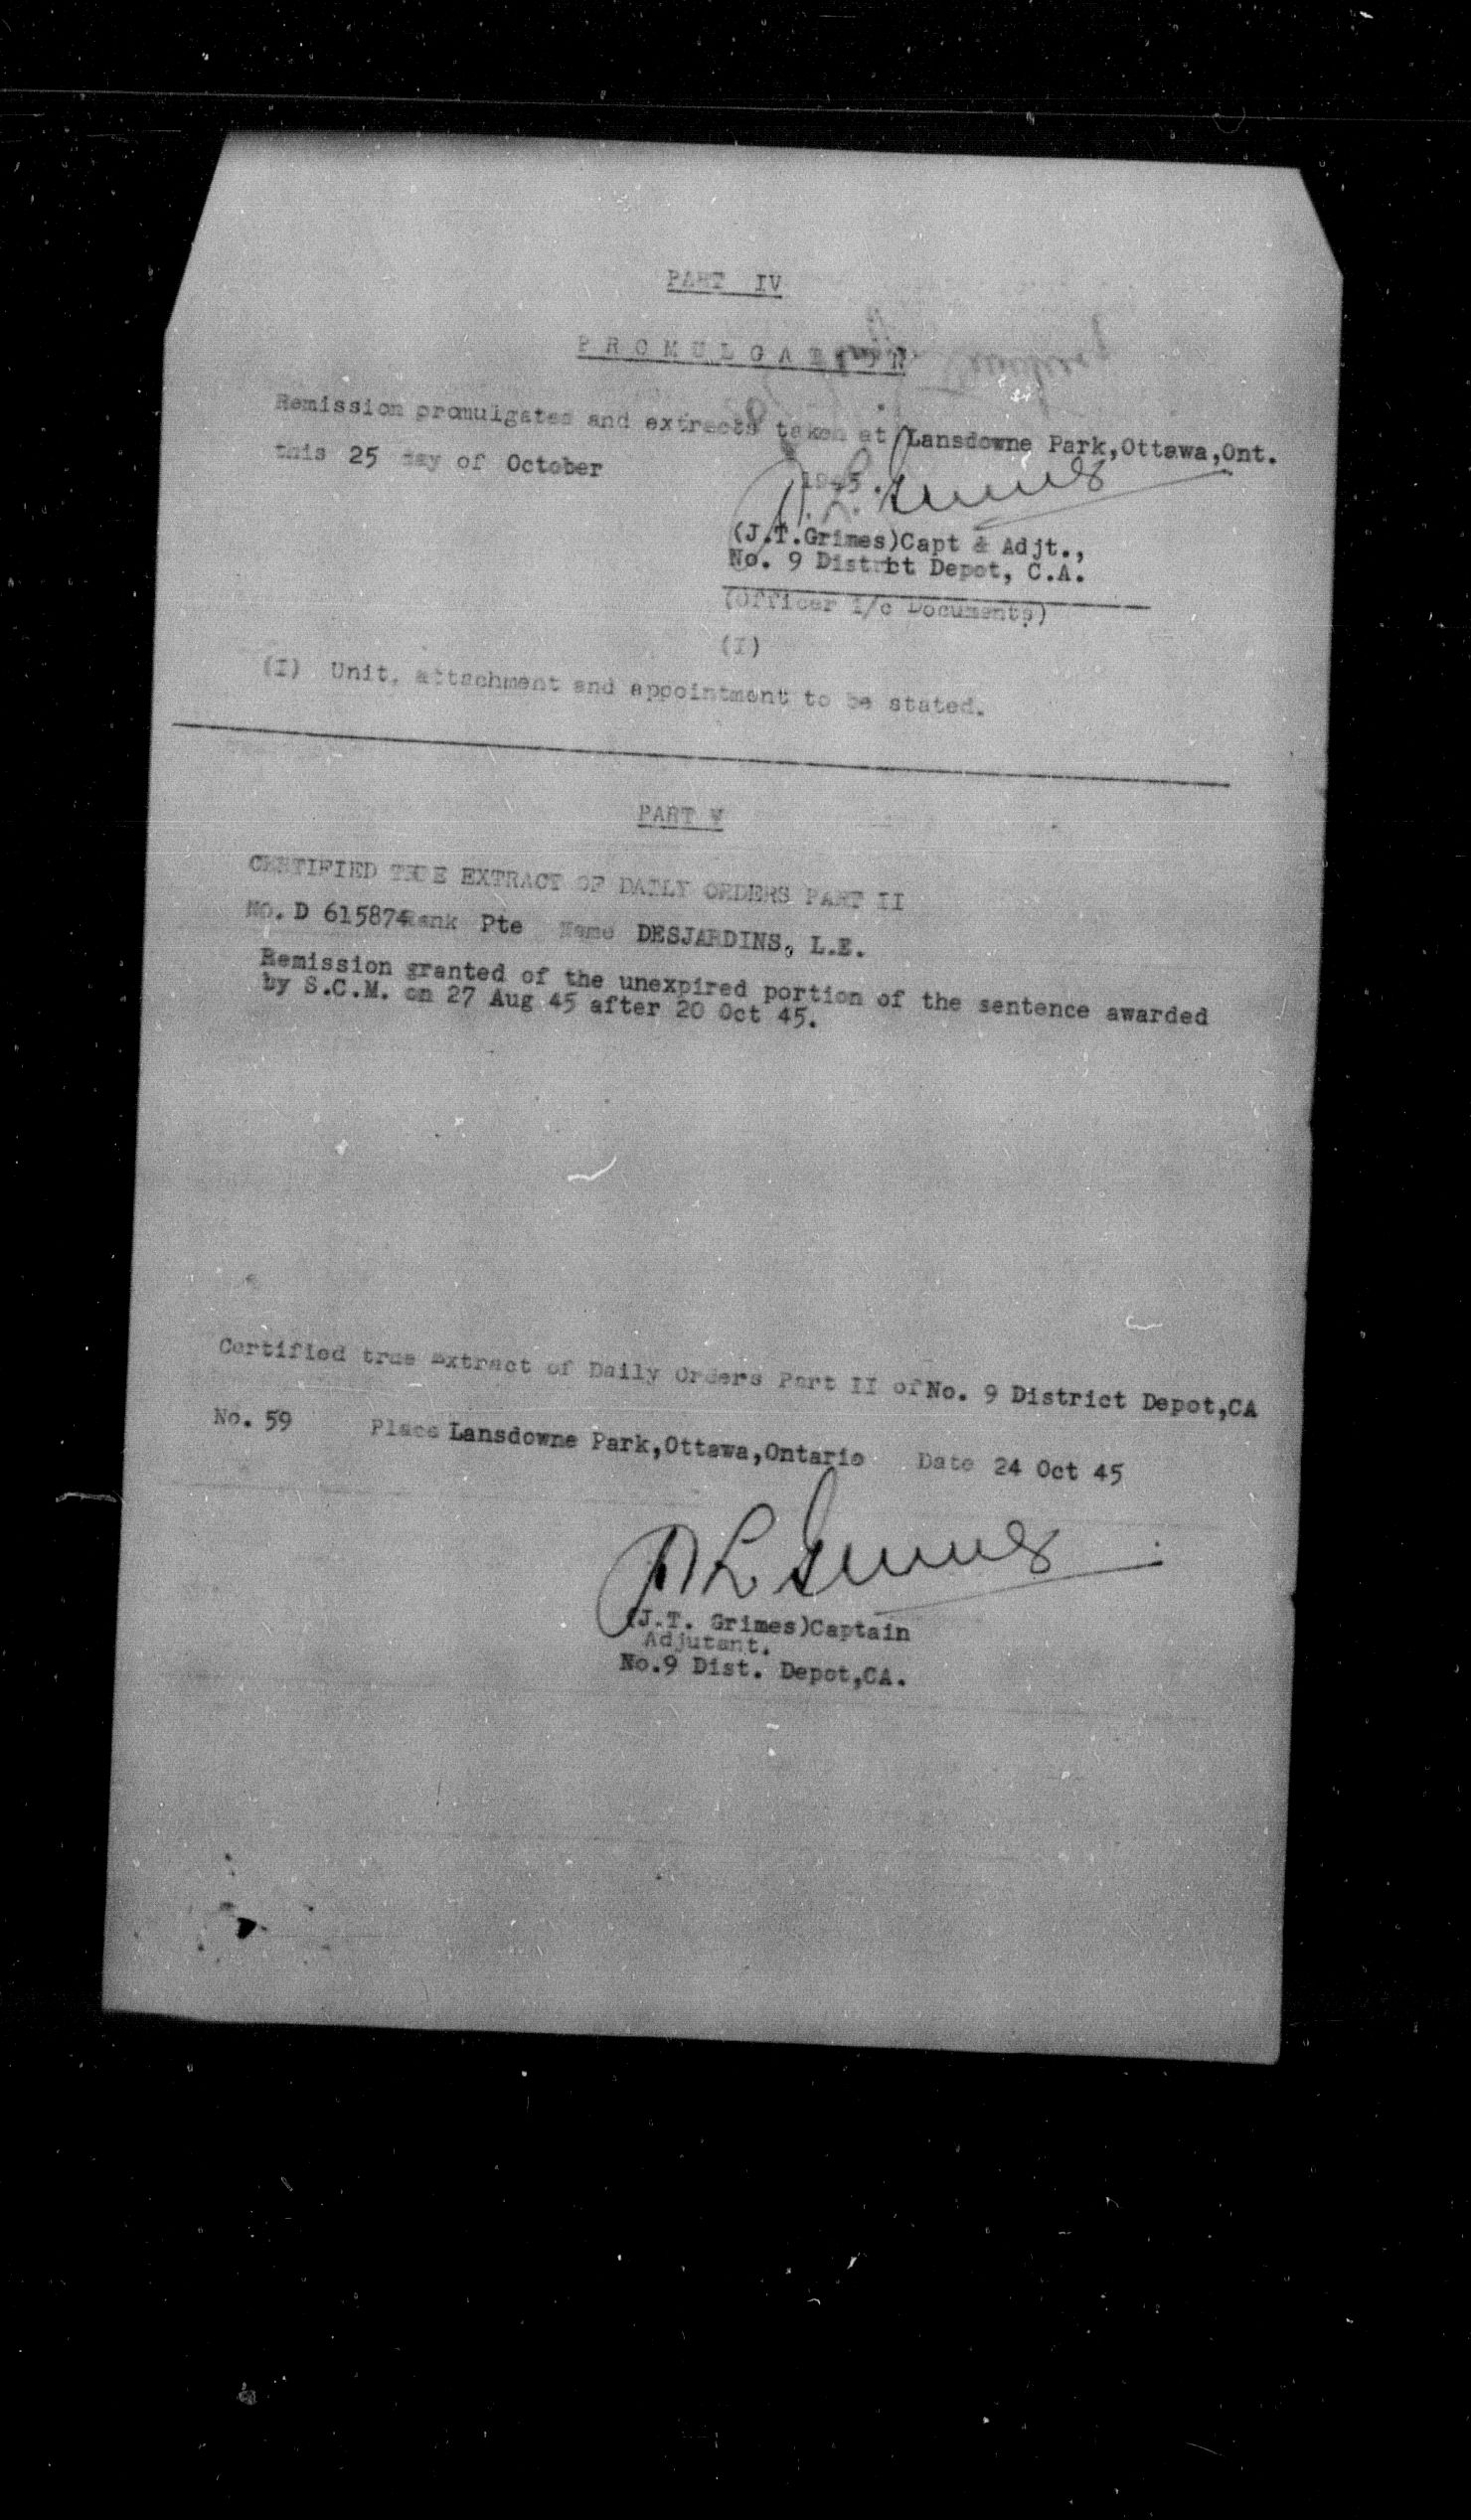 PART IV
PROMULGATION
Remission promulgated and extracts taken at Lansdowne Park,Ottawa,Ont.
this 25 day of October 1945.
(J.T.Grimes)Capt & Adjt.,
No. 9 District Depot, C.A.
(Officer i/c Documents)
(I)
(I) Unit, attachment and appointment to be stated.
PART V
CERTIFIED TRUE EXTRACT OF DAILY ORDERS PART II
NO. D 615874 Rank Pte Name DESJARDINS, L.E.
Remission granted of the unexpired portion of the sentence awarded
by S.C.M. on 27 Aug 45 after 20 Oct 45.
Certified true Extract of Daily Orders Part II of No. 9 District Depot,CA
No. 59 Place Lansdowne Park,Ottawa,Ontario Date 24 Oct 45
(J.T. Grimes)Captain
Adjutant.
No.9 Dist. Depot,CA.